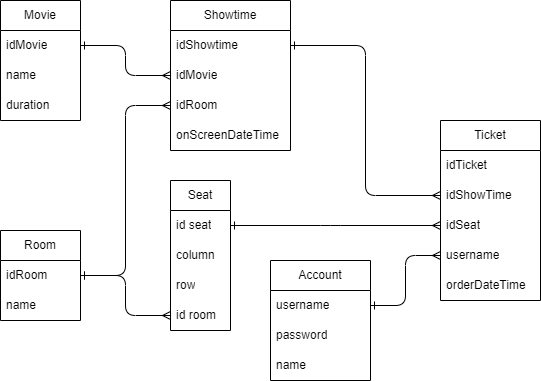 Movie
idMovie
name
duration
Showtime
idShowtime
idMovie
idRoom
onScreenDateTime
Ticket
idTicket
idShowTime
idSeat
username
orderDateTime
Seat
id seat
column
row
id room
Room
idRoom
name
Account
username
password
name